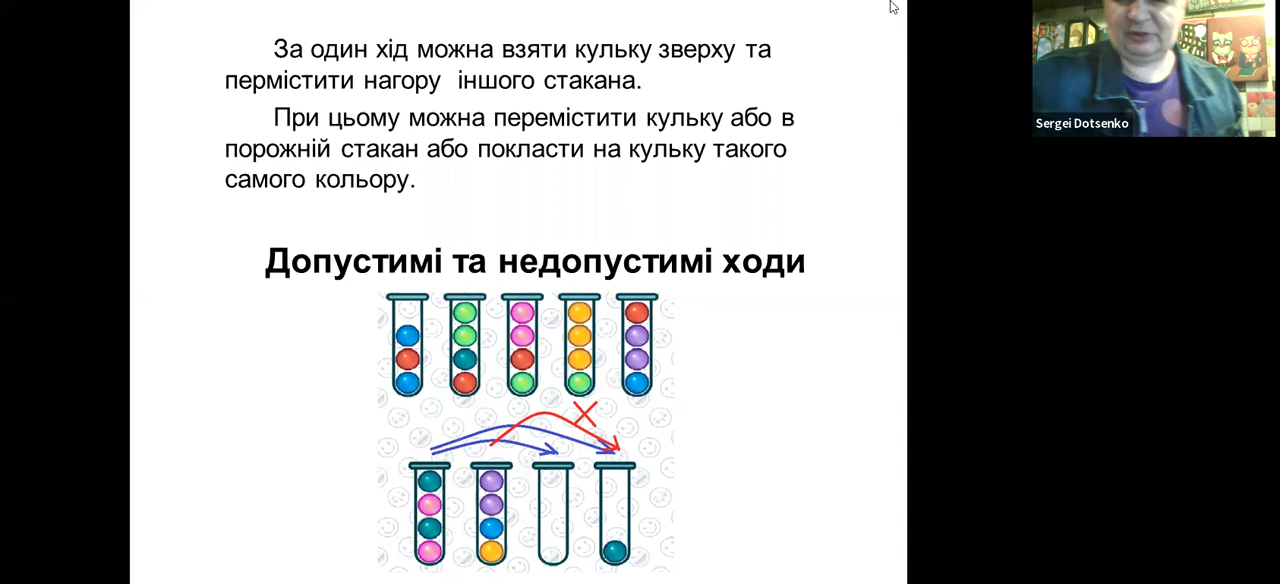 За один хід можна взяти кульку зверху та
пермістити нагору іншого стакана.
При цьому можна перемістити кульку або в
порожній стакан або покласти на кульку такого
самого кольору.
Допустимі та недопустимі ходи
Sergei Dotsenko